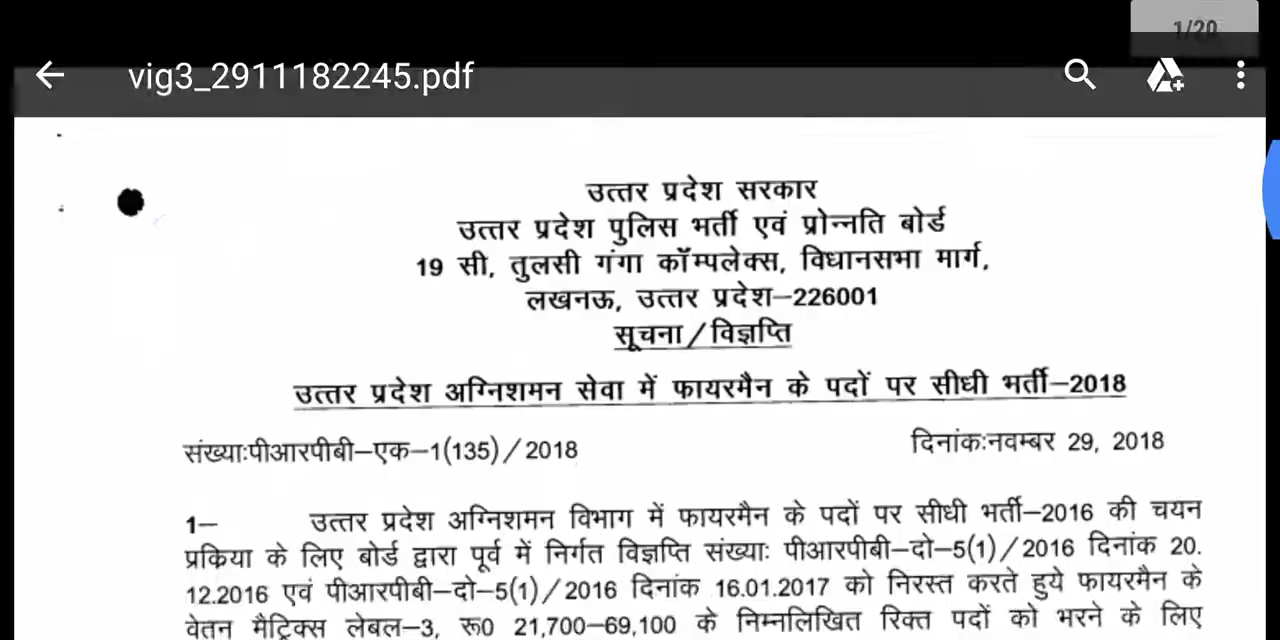 1/20
vig3_2911182245.pdf
उत्तर प्रदेश सरकार
उत्तर प्रदेश पुलिस भर्ती एवं प्रोन्नति बोर्ड
19 सी, तुलसी गंगा कॉम्पलेक्स, विधानसभा मार्ग,
लखनऊ, उत्तर प्रदेश–226001
सूचना/विज्ञप्ति
उत्तर प्रदेश अग्निशमन सेवा में फायरमैन के पदों पर सीधी भर्ती–2018
संख्याःपीआरपीबी–एक–1(135)/2018 दिनांकःनवम्बर 29, 2018
1– उत्तर प्रदेश अग्निशमन विभाग में फायरमैन के पदों पर सीधी भर्ती–2016 की चयन
प्रकिया के लिए बोर्ड द्वारा पूर्व में निर्गत विज्ञप्ति संख्याः पीआरपीबी–दो–5(1)/2016 दिनांक 20.
12.2016 एवं पीआरपीबी–दो–5(1)/2016 दिनांक 16.01.2017 को निरस्त करते हुये फायरमैन के
वेतन मैट्रिक्स लेबल–3, रू0 21,700–69,100 के निम्नलिखित रिक्त पदों को भरने के लिए